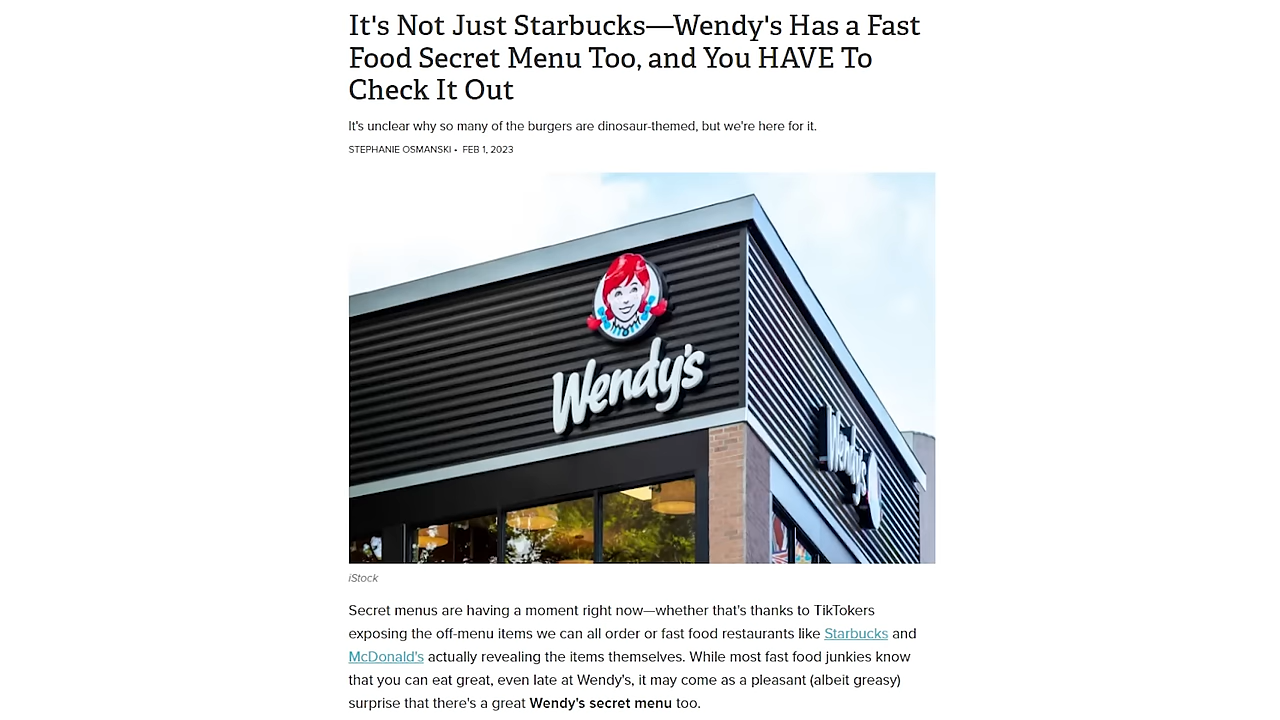 It's Not Just Starbucks—Wendy's Has a Fast
Food Secret Menu Too, and You HAVE To
Check It Out
It's unclear why so many of the burgers are dinosaur-themed, but we're here for it.
STEPHANIE OSMANSKI • FEB 1, 2023
Wendy's
Wendy's
iStock
Secret menus are having a moment right now—whether that's thanks to TikTokers
exposing the off-menu items we can all order or fast food restaurants like Starbucks and
McDonald's actually revealing the items themselves. While most fast food junkies know
that you can eat great, even late at Wendy's, it may come as a pleasant (albeit greasy)
surprise that there's a great Wendy's secret menu too.